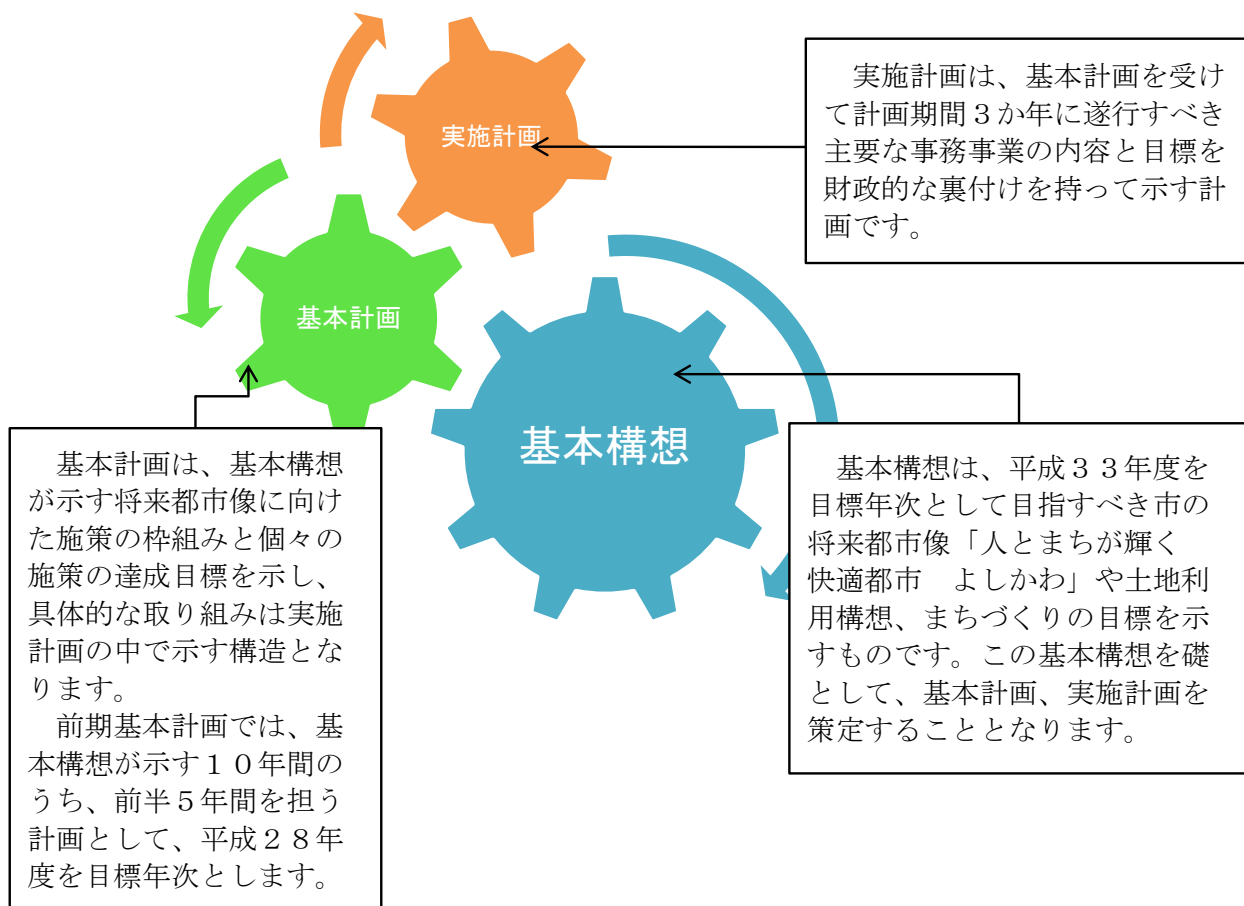 実施計画
　実施計画は、基本計画を受け
て計画期間３か年に遂行すべき
主要な事務事業の内容と目標を
財政的な裏付けを持って示す計
画です。
基本計画
基本構想
　基本計画は、基本構想
が示す将来都市像に向け
た施策の枠組みと個々の
施策の達成目標を示し、
具体的な取り組みは実施
計画の中で示す構造とな
ります。
　前期基本計画では、基
本構想が示す１０年間の
うち、前半５年間を担う
計画として、平成２８年
度を目標年次とします。
　基本構想は、平成３３年度を
目標年次として目指すべき市の
将来都市像「人とまちが輝く
快適都市　よしかわ」や土地利
用構想、まちづくりの目標を示
すものです。この基本構想を礎
として、基本計画、実施計画を
策定することとなります。